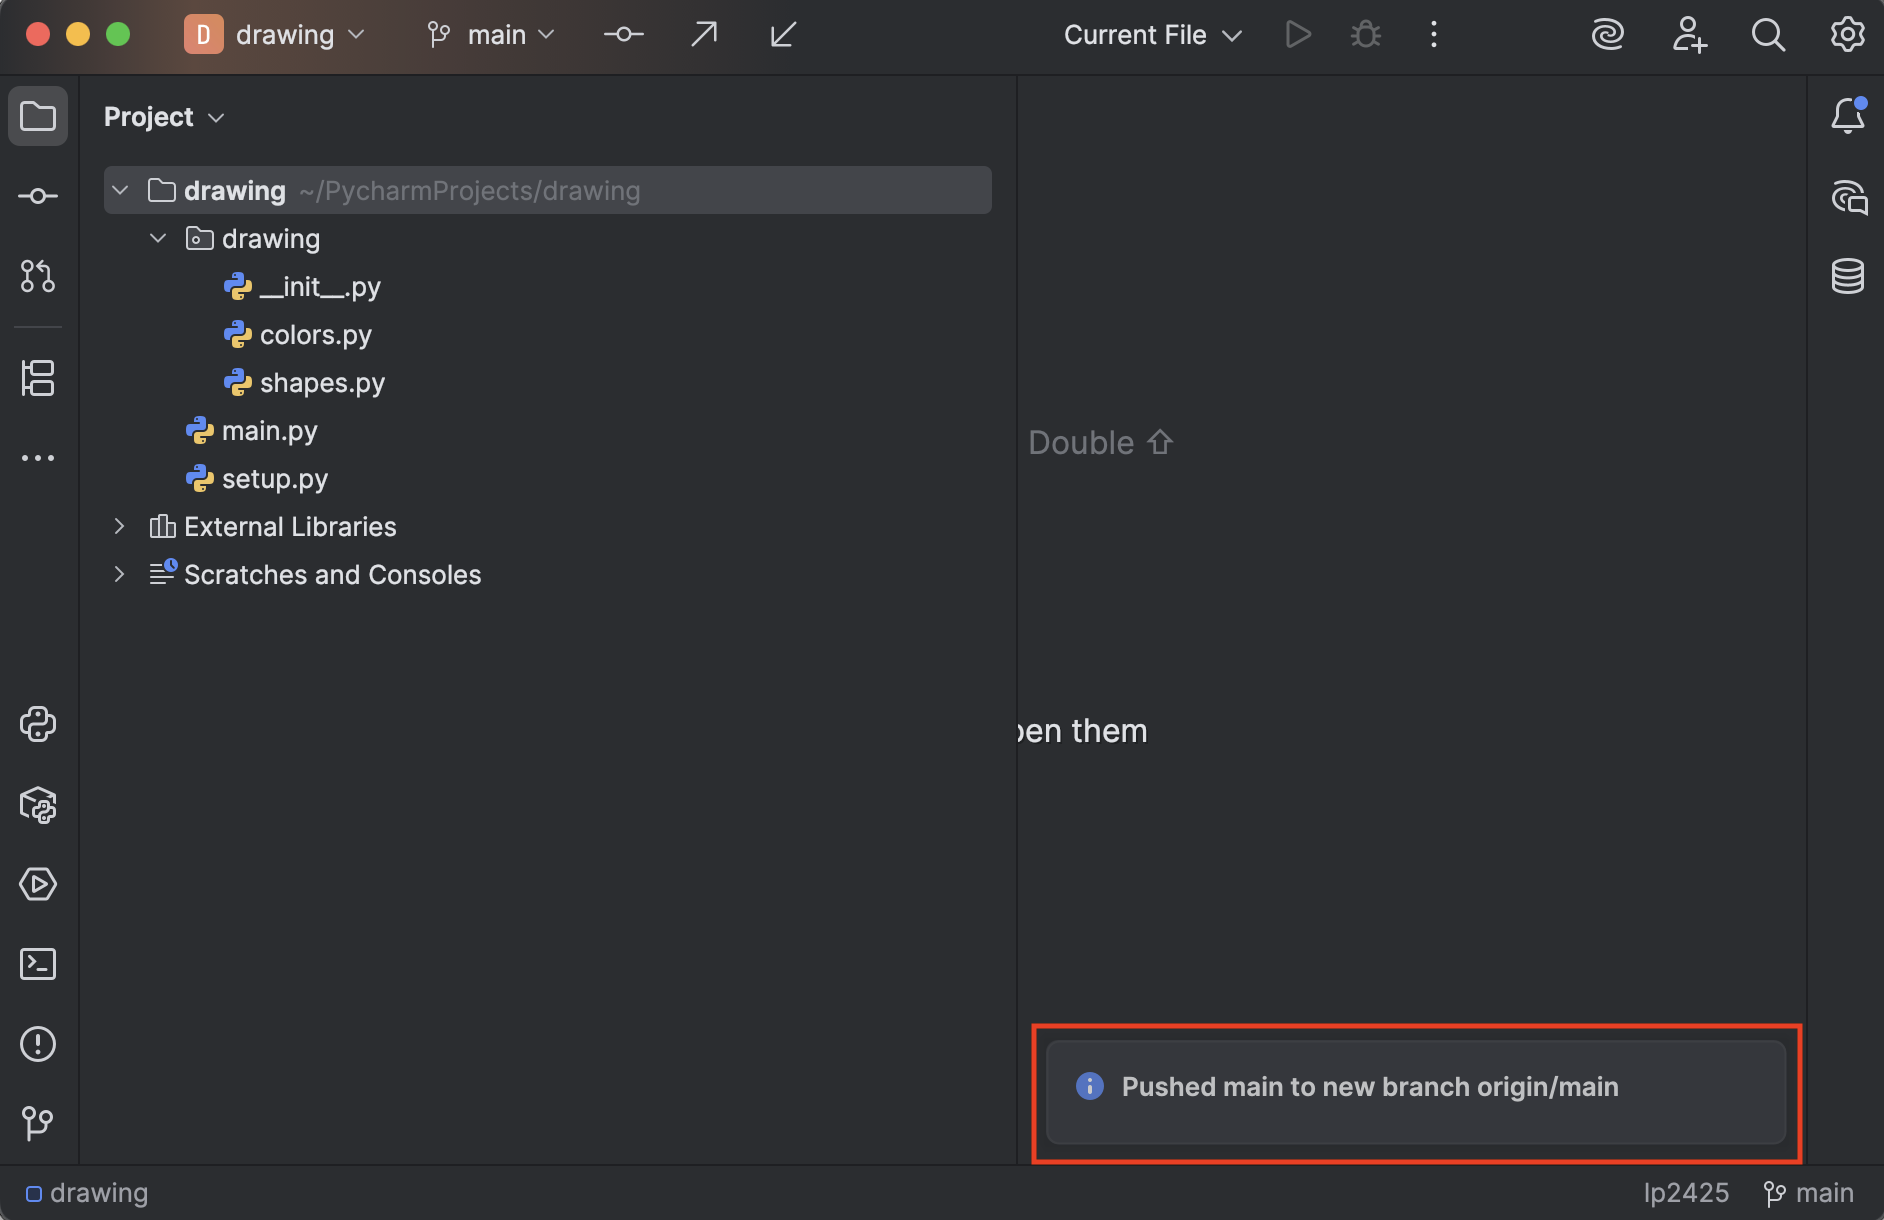 D drawing
main
Current File
Project
drawing ~/PycharmProjects/drawing
drawing
__init__.py
colors.py
shapes.py
main.py
setup.py
External Libraries
Scratches and Consoles
Double ⇧
pen them
Pushed main to new branch origin/main
drawing
lp2425
main